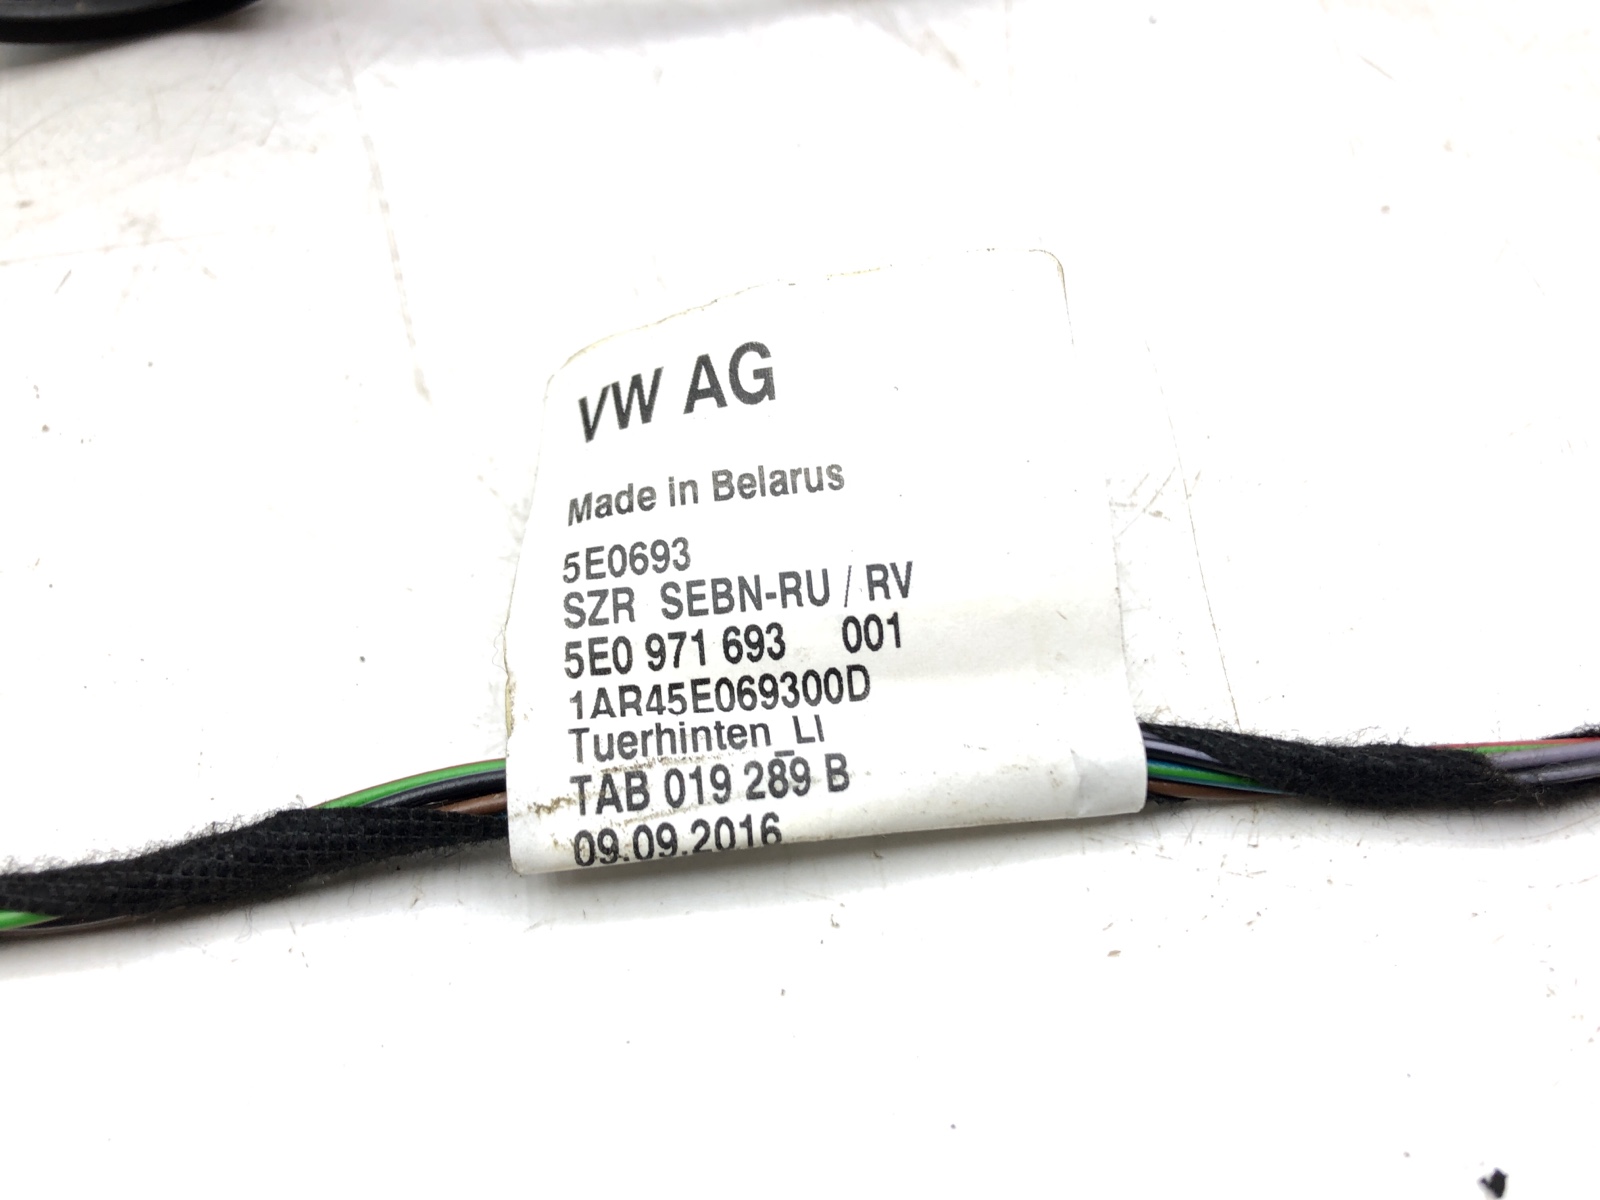 VW AG
Made in Belarus
5E0693
SZR SEBN-RU / RV
5E0 971 693 001
1AR45E069300D
Tuerhinten_LI
TAB 019 289 B
09.09.2016